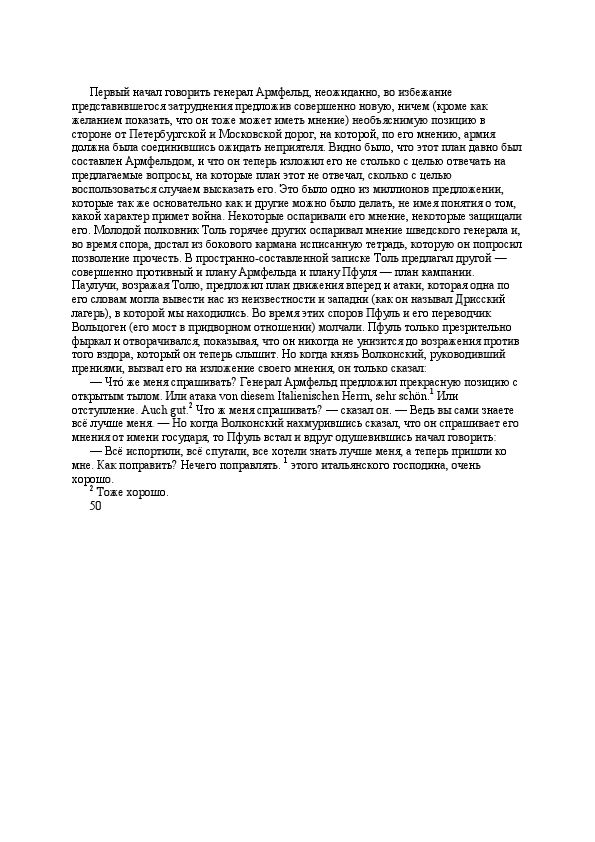 Первый начал говорить генерал Армфельд, неожиданно, во избежание
представившегося затруднения предложив совершенно новую, ничем (кроме как
желанием показать, что он тоже может иметь мнение) необъяснимую позицию в
стороне от Петербургской и Московской дорог, на которой, по его мнению, армия
должна была соединившись ожидать неприятеля. Видно было, что этот план давно был
составлен Армфельдом, и что он теперь изложил его не столько с целью отвечать на
предлагаемые вопросы, на которые план этот не отвечал, сколько с целью
воспользоваться случаем высказать его. Это было одно из миллионов предложении,
которые так же основательно как и другие можно было делать, не имея понятия о том,
какой характер примет война. Некоторые оспаривали его мнение, некоторые защищали
его. Молодой полковник Толь горячее других оспаривал мнение шведского генерала и,
во время спора, достал из бокового кармана исписанную тетрадь, которую он попросил
позволение прочесть. В пространно-составленной записке Толь предлагал другой —
совершенно противный и плану Армфельда и плану Пфуля — план кампании.
Паулучи, возражая Толю, предложил план движения вперед и атаки, которая одна по
его словам могла вывести нас из неизвестности и западни (как он называл Дрисский
лагерь), в которой мы находились. Во время этих споров Пфуль и его переводчик
Вольцоген (его мост в придворном отношении) молчали. Пфуль только презрительно
фыркал и отворачивался, показывая, что он никогда не унизится до возражения против
того вздора, который он теперь слышит. Но когда князь Волконский, руководивший
прениями, вызвал его на изложение своего мнения, он только сказал:
— Что́ же меня спрашивать? Генерал Армфельд предложил прекрасную позицию с
открытым тылом. Или атака von diesem Italienischen Herrn, sehr schön.¹ Или
отступление. Auch gut.² Что ж меня спрашивать? — сказал он. — Ведь вы сами знаете
всё лучше меня. — Но когда Волконский нахмурившись сказал, что он спрашивает его
мнения от имени государя, то Пфуль встал и вдруг одушевившись начал говорить:
— Всё испортили, всё спутали, все хотели знать лучше меня, а теперь пришли ко
мне. Как поправить? Нечего поправлять. ¹ этого итальянского господина, очень
хорошо.
² Тоже хорошо.
50